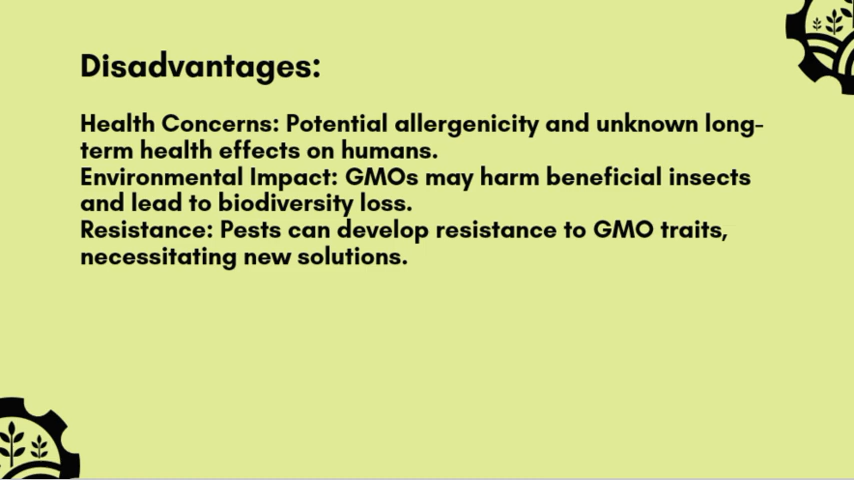 Disadvantages:
Health Concerns: Potential allergenicity and unknown long-
term health effects on humans.
Environmental Impact: GMOs may harm beneficial insects
and lead to biodiversity loss.
Resistance: Pests can develop resistance to GMO traits,
necessitating new solutions.